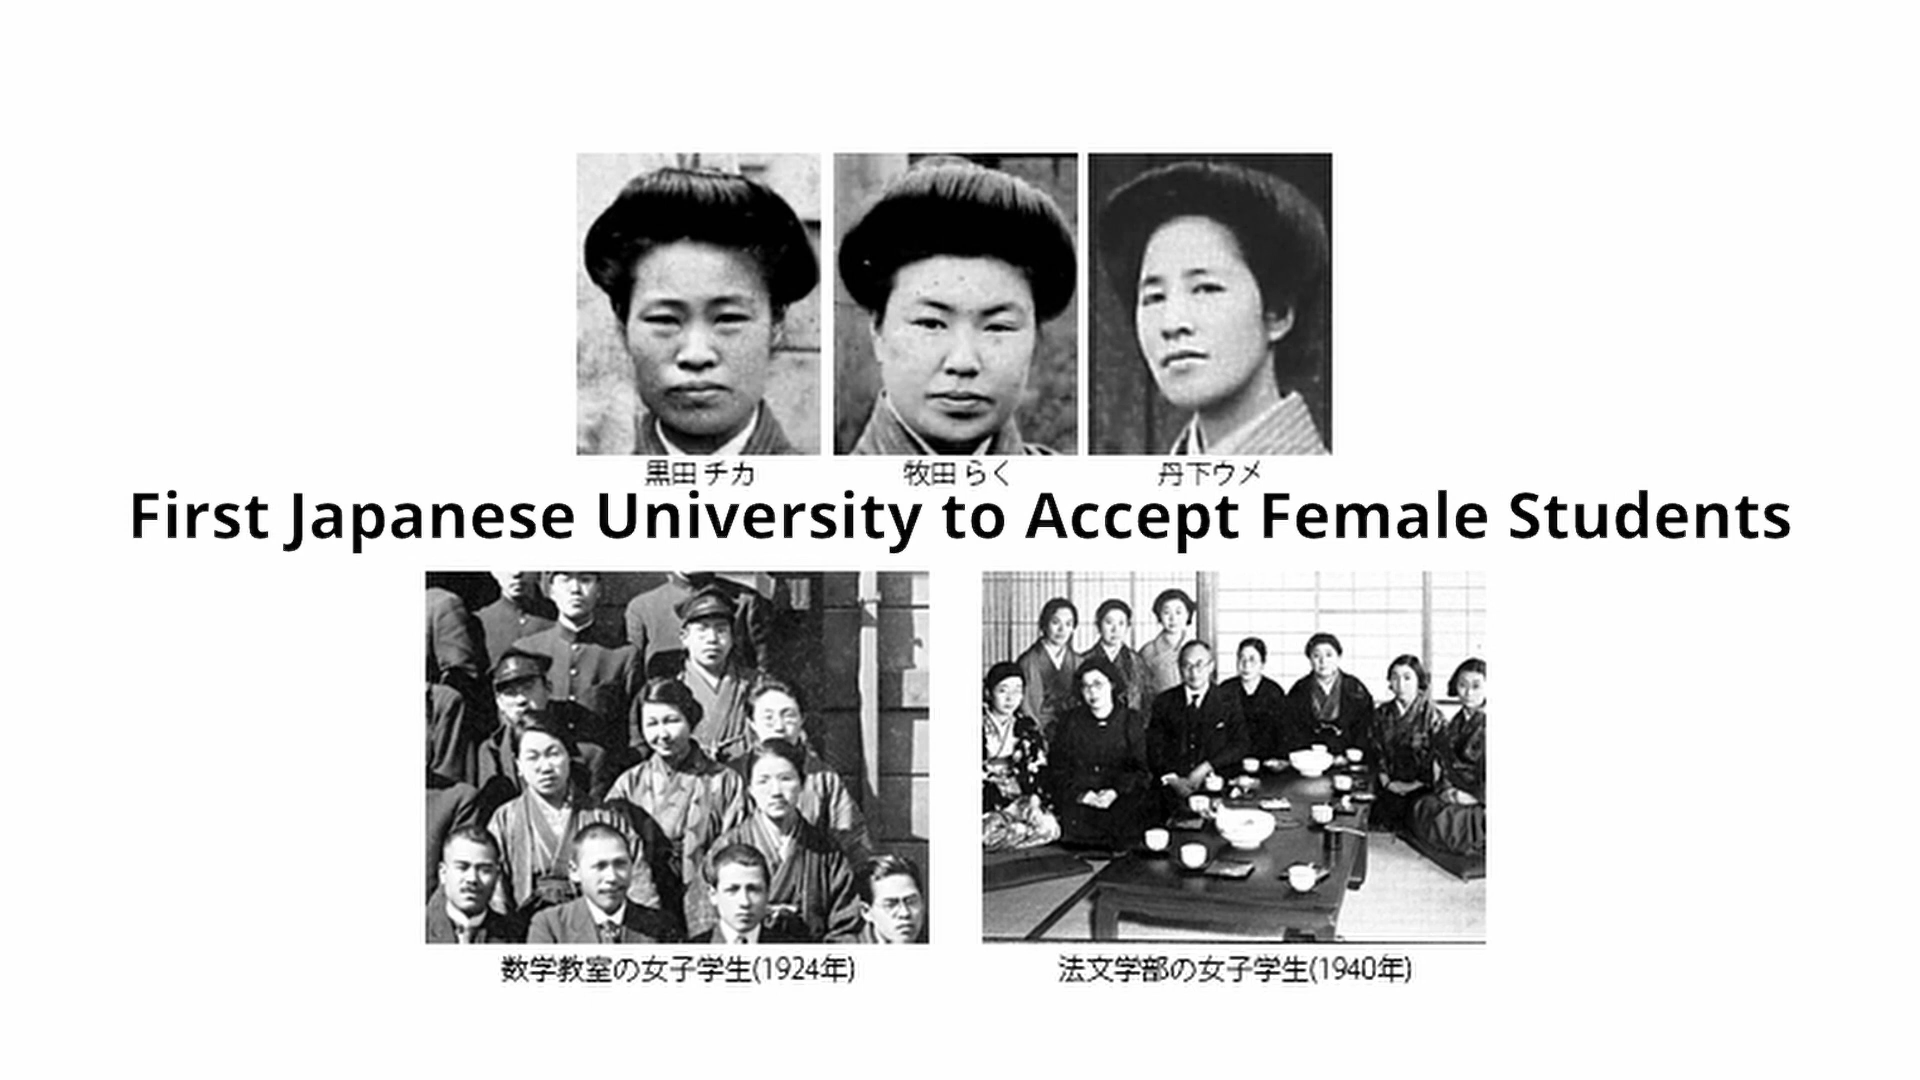 黒田 チカ
牧田 らく
丹下ウメ
First Japanese University to Accept Female Students
数学教室の女子学生(1924年)
法文学部の女子学生(1940年)